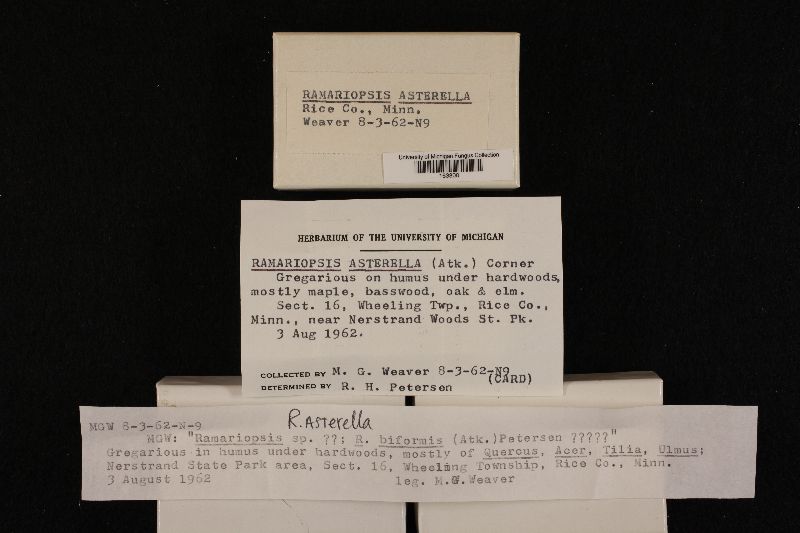 RAMARIOPSIS ASTERELLA
Rice Co., Minn.
Weaver 8-3-62-N9
University of Michigan Fungus Collection
HERBARIUM OF THE UNIVERSITY OF MICHIGAN
RAMARIOPSIS ASTERELLA (Atk.) Corner
Gregarious on humus under hardwoods,
mostly maple, basswood, oak & elm.
Sect. 16, Wheeling Twp., Rice Co.,
Minn., near Nerstrand Woods St. Pk.
3 Aug 1962.
COLLECTED BY M. G. Weaver 8-3-62-N9
(CARD)
DETERMINED BY R. H. Petersen
R. Asterella
MGW 8-3-62-N-9
MGW: "Ramariopsis sp. ??; R. biformis (Atk.)Petersen ?????"
Gregarious in humus under hardwoods, mostly of Quercus, Acer, Tilia, Ulmus;
Nerstrand State Park area, Sect. 16, Wheeling Township, Rice Co., Minn.
3 August 1962 leg. M.G.Weaver